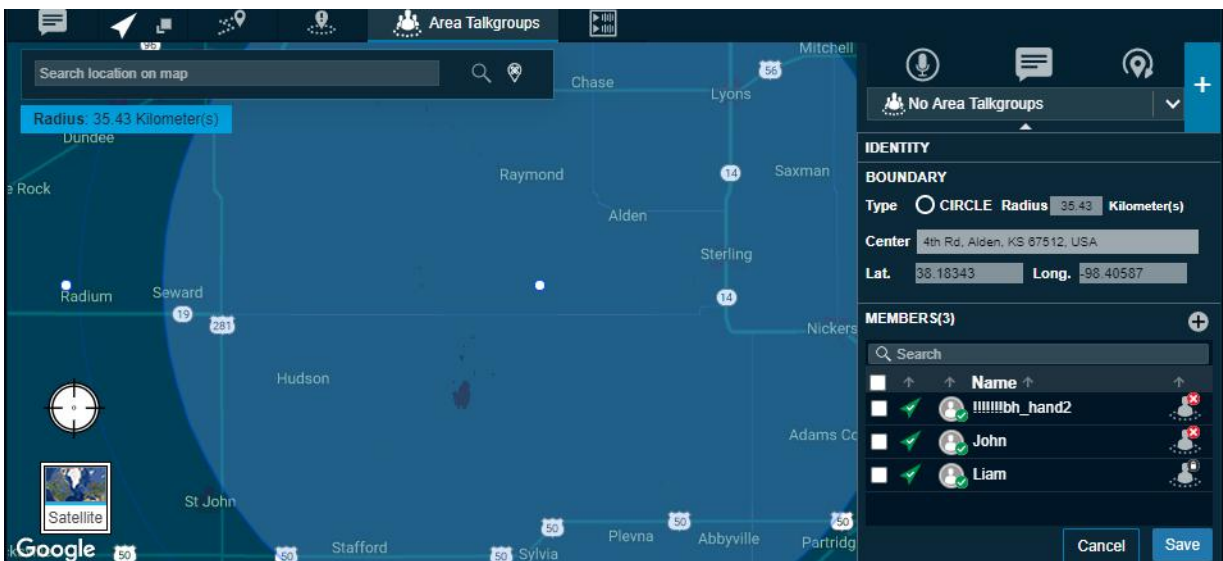 Area Talkgroups
96
Search location on map
Radius: 35.43 Kilometer(s)
Mitchell
56
Chase
Lyons
Dundee
Raymond
14
Saxman
Rock
Alden
Sterling
Radium
Seward
19
281
14
Nickers
Hudson
Adams Co
Satellite
St John
Google
50
50
Stafford
50
Sylvia
50
Plevna
50
Abbyville
50
Partridg
No Area Talkgroups
+
IDENTITY
BOUNDARY
Type CIRCLE Radius 35.43 Kilometer(s)
Center 4th Rd, Alden, KS 67512, USA
Lat. 38.18343 Long. -98.40587
MEMBERS(3)
Search
Name
!!!!!!!bh_hand2
John
Liam
Cancel Save